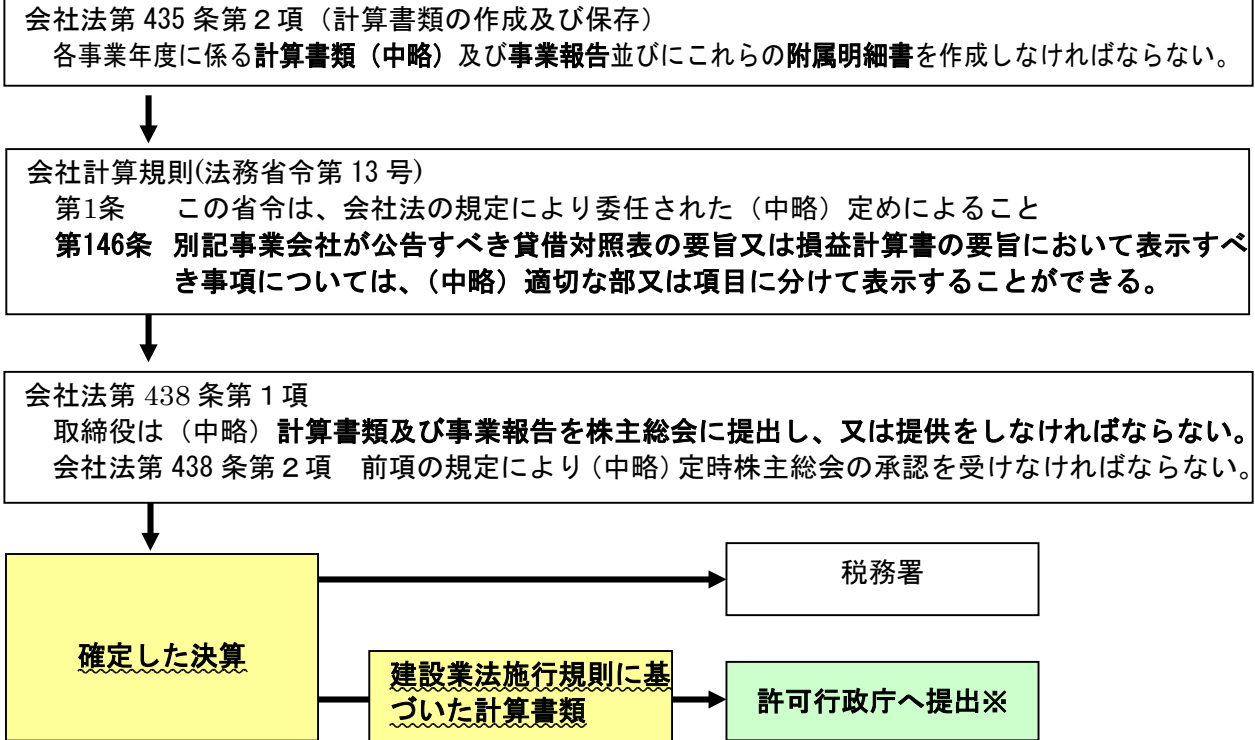 会社法第 435 条第２項（計算書類の作成及び保存）
各事業年度に係る計算書類（中略）及び事業報告並びにこれらの附属明細書を作成しなければならない。
会社計算規則(法務省令第 13 号)
第1条　この省令は、会社法の規定により委任された（中略）定めによること
第146条 別記事業会社が公告すべき貸借対照表の要旨又は損益計算書の要旨において表示すべ
き事項については、（中略）適切な部又は項目に分けて表示することができる。
会社法第 438 条第１項
取締役は（中略）計算書類及び事業報告を株主総会に提出し、又は提供をしなければならない。
会社法第 438 条第２項　前項の規定により（中略）定時株主総会の承認を受けなければならない。
税務署
確定した決算
建設業法施行規則に基
づいた計算書類
許可行政庁へ提出※